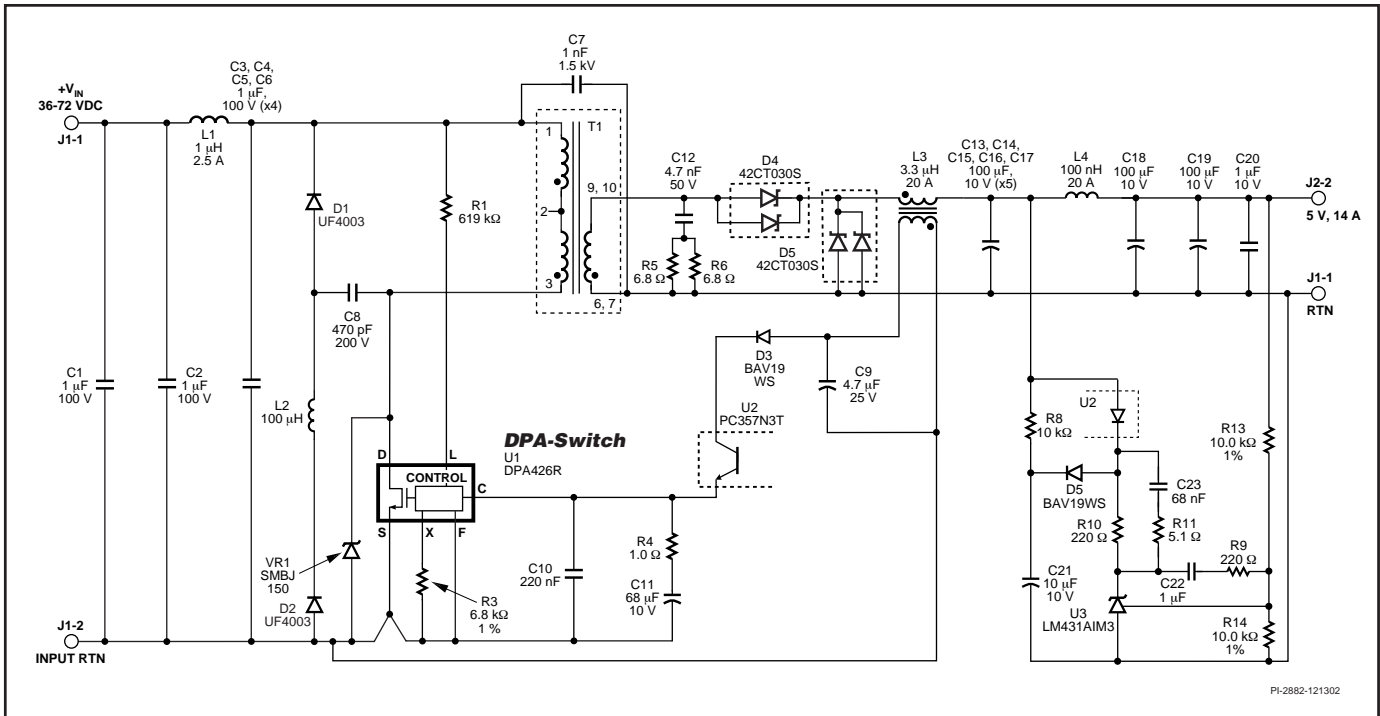 +VIN
36-72 VDC
J1-1
L1
1 µH
2.5 A
C3, C4,
C5, C6
1 µF,
100 V (x4)
C7
1 nF
1.5 kV
D1
UF4003
R1
619 kΩ
1
2
3
T1
9, 10
6, 7
C12
4.7 nF
50 V
R5
6.8 Ω
R6
6.8 Ω
D4
42CT030S
D5
42CT030S
L3
3.3 µH
20 A
C13, C14,
C15, C16, C17
100 µF,
10 V (x5)
L4
100 nH
20 A
C18
100 µF
10 V
C19
100 µF
10 V
C20
1 µF
10 V
J2-2
5 V, 14 A
J1-1
RTN
C8
470 pF
200 V
C1
1 µF
100 V
C2
1 µF
100 V
L2
100 µH
D3
BAV19
WS
C9
4.7 µF
25 V
U2
PC357N3T
DPA-Switch
U1
DPA426R
D
L
CONTROL
C
S
X
F
VR1
SMBJ
150
D2
UF4003
R3
6.8 kΩ
1 %
C10
220 nF
R4
1.0 Ω
C11
68 µF
10 V
U2
R8
10 kΩ
D5
BAV19WS
R10
220 Ω
C23
68 nF
R11
5.1 Ω
R13
10.0 kΩ
1%
R9
220 Ω
C22
1 µF
C21
10 µF
10 V
U3
LM431AIM3
R14
10.0 kΩ
1%
J1-2
INPUT RTN
PI-2882-121302